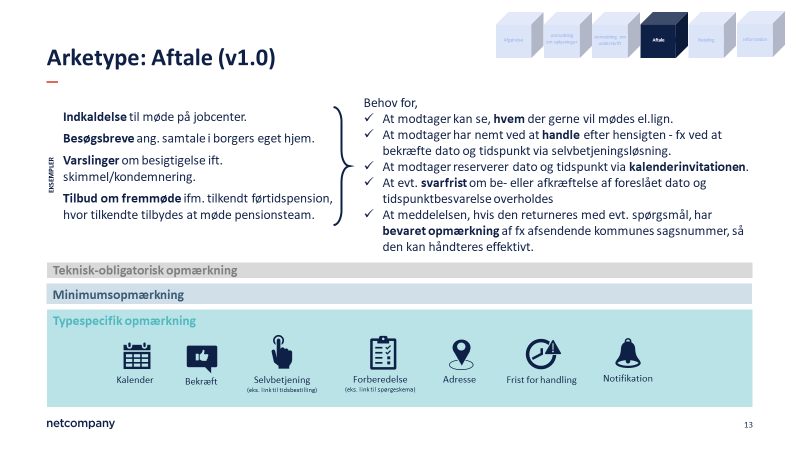 Afgørelse
Anmodning
om oplysninger
Anmodning om
underskrift
Aftale
Betaling
Information
Arketype: Aftale (v1.0)
EKSEMPLER
Indkaldelse til møde på jobcenter.
Besøgsbreve ang. samtale i borgers eget hjem.
Varslinger om besigtigelse ift.
skimmel/kondemnering.
Tilbud om fremmøde ifm. tilkendt førtidspension,
hvor tilkendte tilbydes at møde pensionsteam.
Behov for,
✓ At modtager kan se, hvem der gerne vil mødes el.lign.
✓ At modtager har nemt ved at handle efter hensigten - fx ved at
bekræfte dato og tidspunkt via selvbetjeningsløsning.
✓ At modtager reserverer dato og tidspunkt via kalenderinvitationen.
✓ At evt. svarfrist om be- eller afkræftelse af foreslået dato og
tidspunktbesvarelse overholdes
✓ At meddelelsen, hvis den returneres med evt. spørgsmål, har
bevaret opmærkning af fx afsendende kommunes sagsnummer, så
den kan håndteres effektivt.
Teknisk-obligatorisk opmærkning
Minimumsopmærkning
Typespecifik opmærkning
Kalender
Bekræft
Selvbetjening
(eks. link til tidsbestilling)
Forberedelse
(eks. link til spørgeskema)
Adresse
Frist for handling
Notifikation
netcompany
13